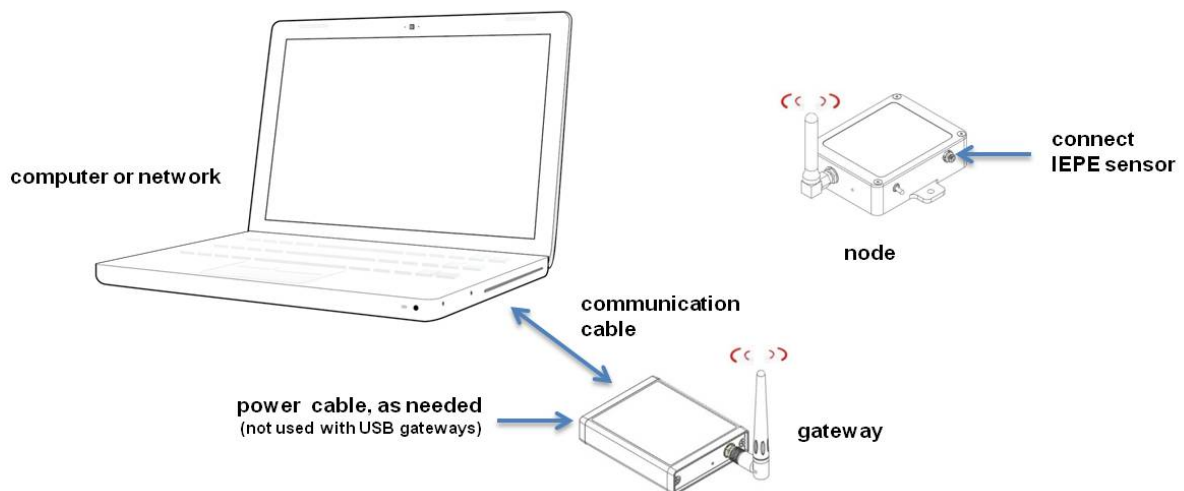 connect
IEPE sensor
computer or network
node
communication
cable
power cable, as needed
(not used with USB gateways)
gateway